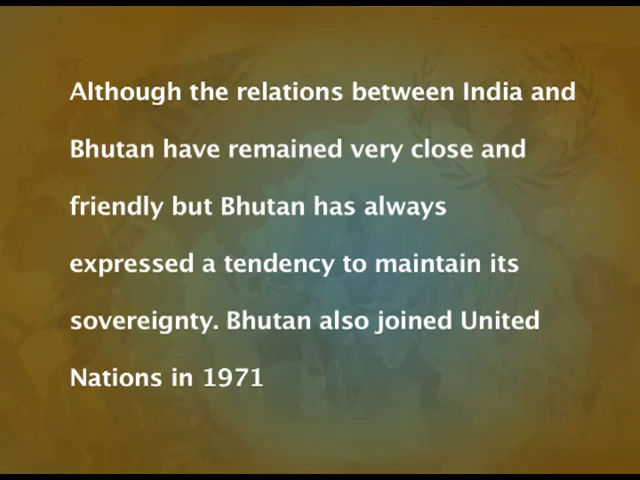 Although the relations between India and
Bhutan have remained very close and
friendly but Bhutan has always
expressed a tendency to maintain its
sovereignty. Bhutan also joined United
Nations in 1971